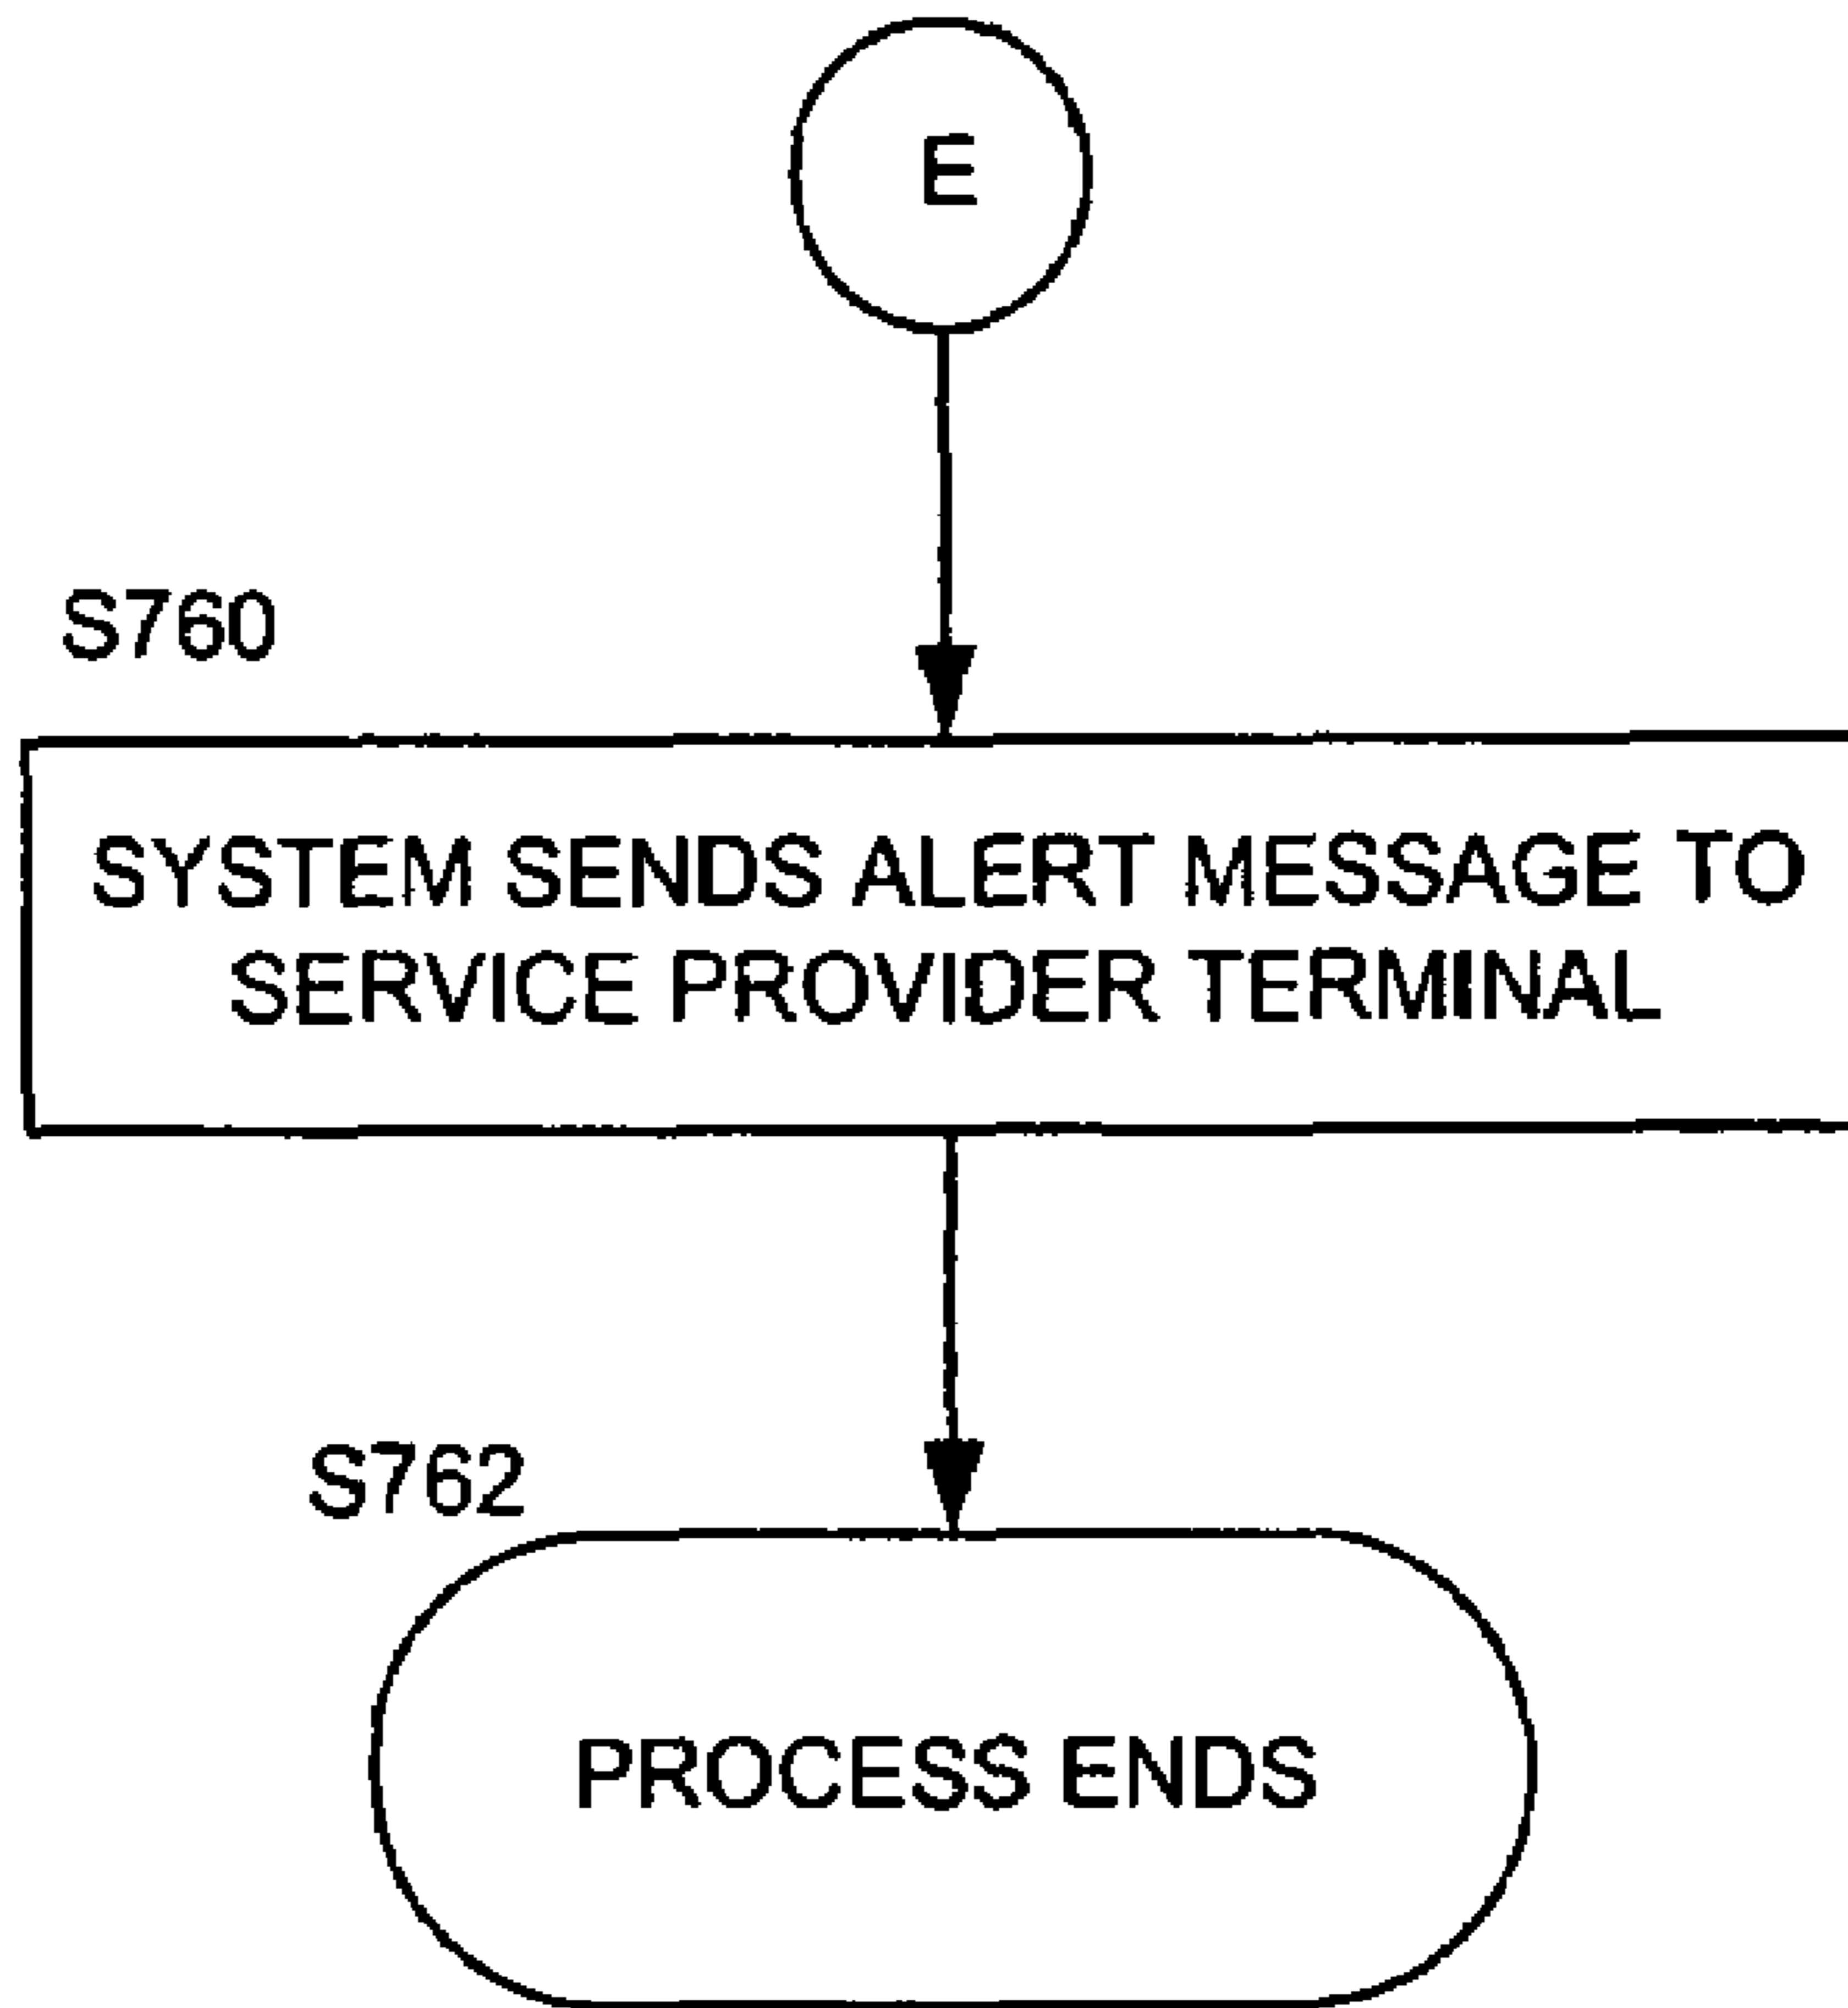 E
S760
SYSTEM SENDS ALERT MESSAGE TO
SERVICE PROVIDER TERMINAL
S762
PROCESS ENDS